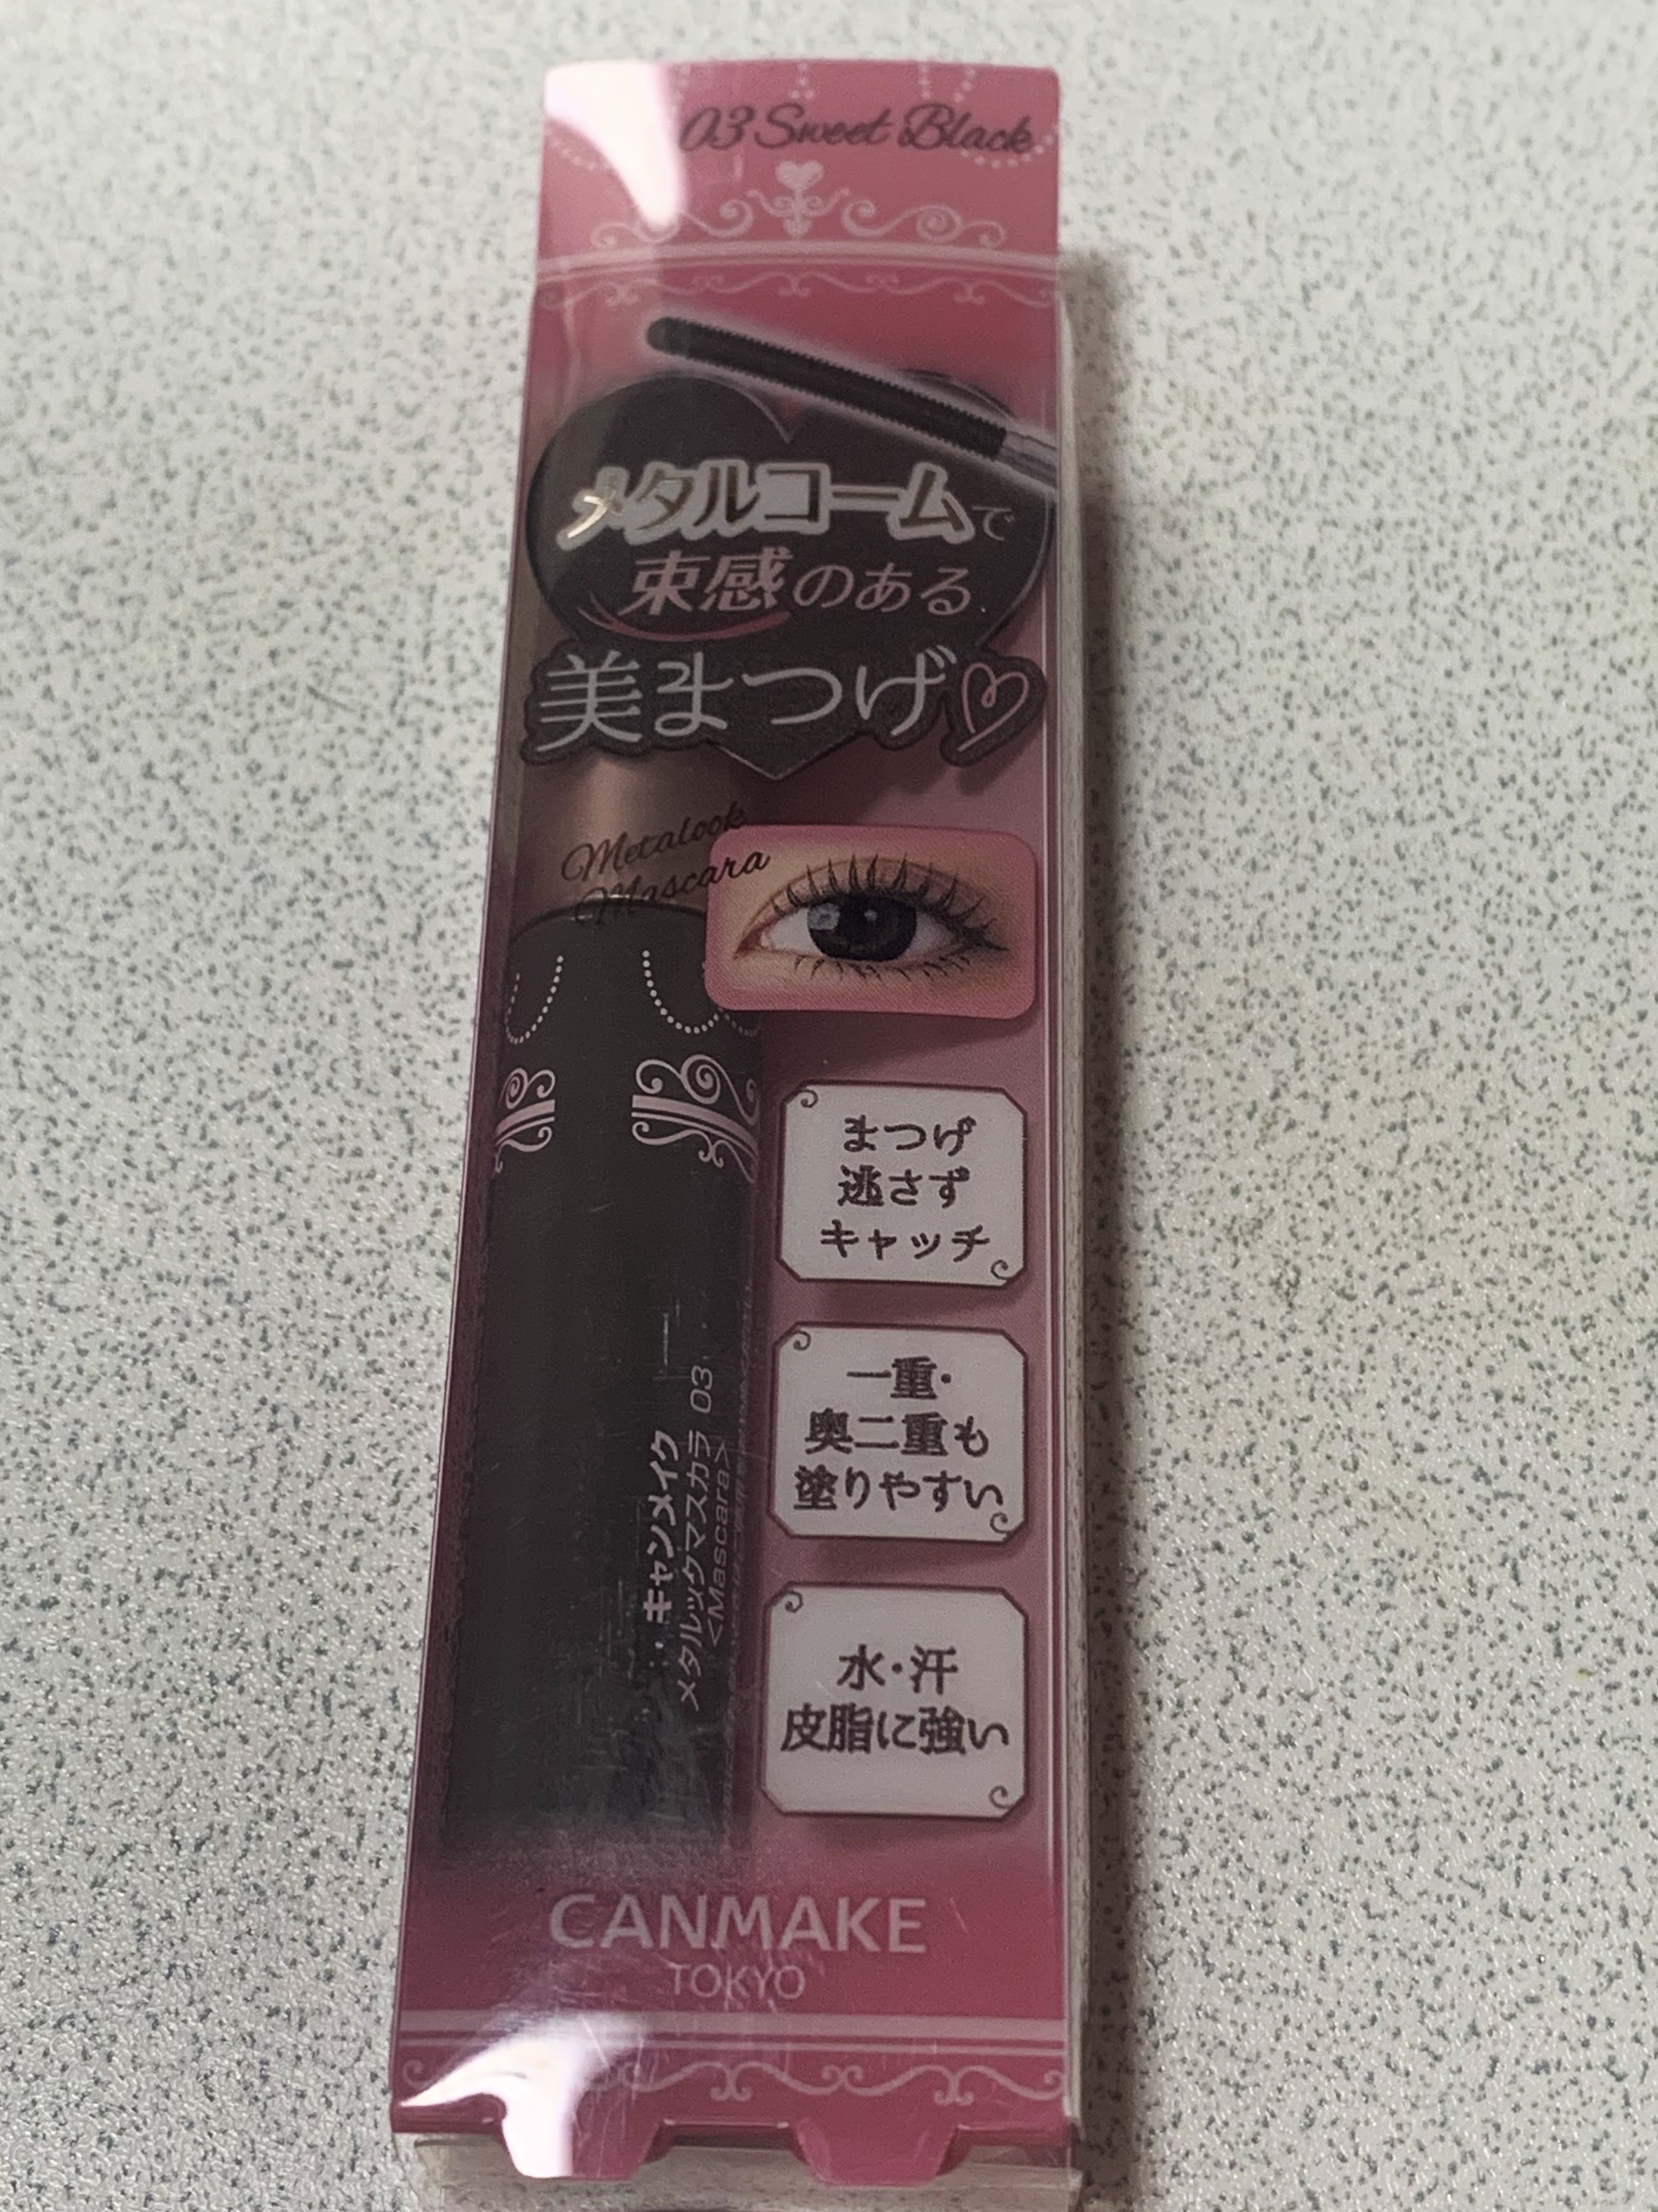 03 Sweet Black
メタルコームで
束感のある
美まつげ
Metalook
Mascara
まつげ
逃さず
キャッチ
一重・
奥二重も
塗りやすい
水・汗
皮脂に強い
キャンメイク
メタルックマスカラ 03
<Mascara>
CANMAKE
TOKYO